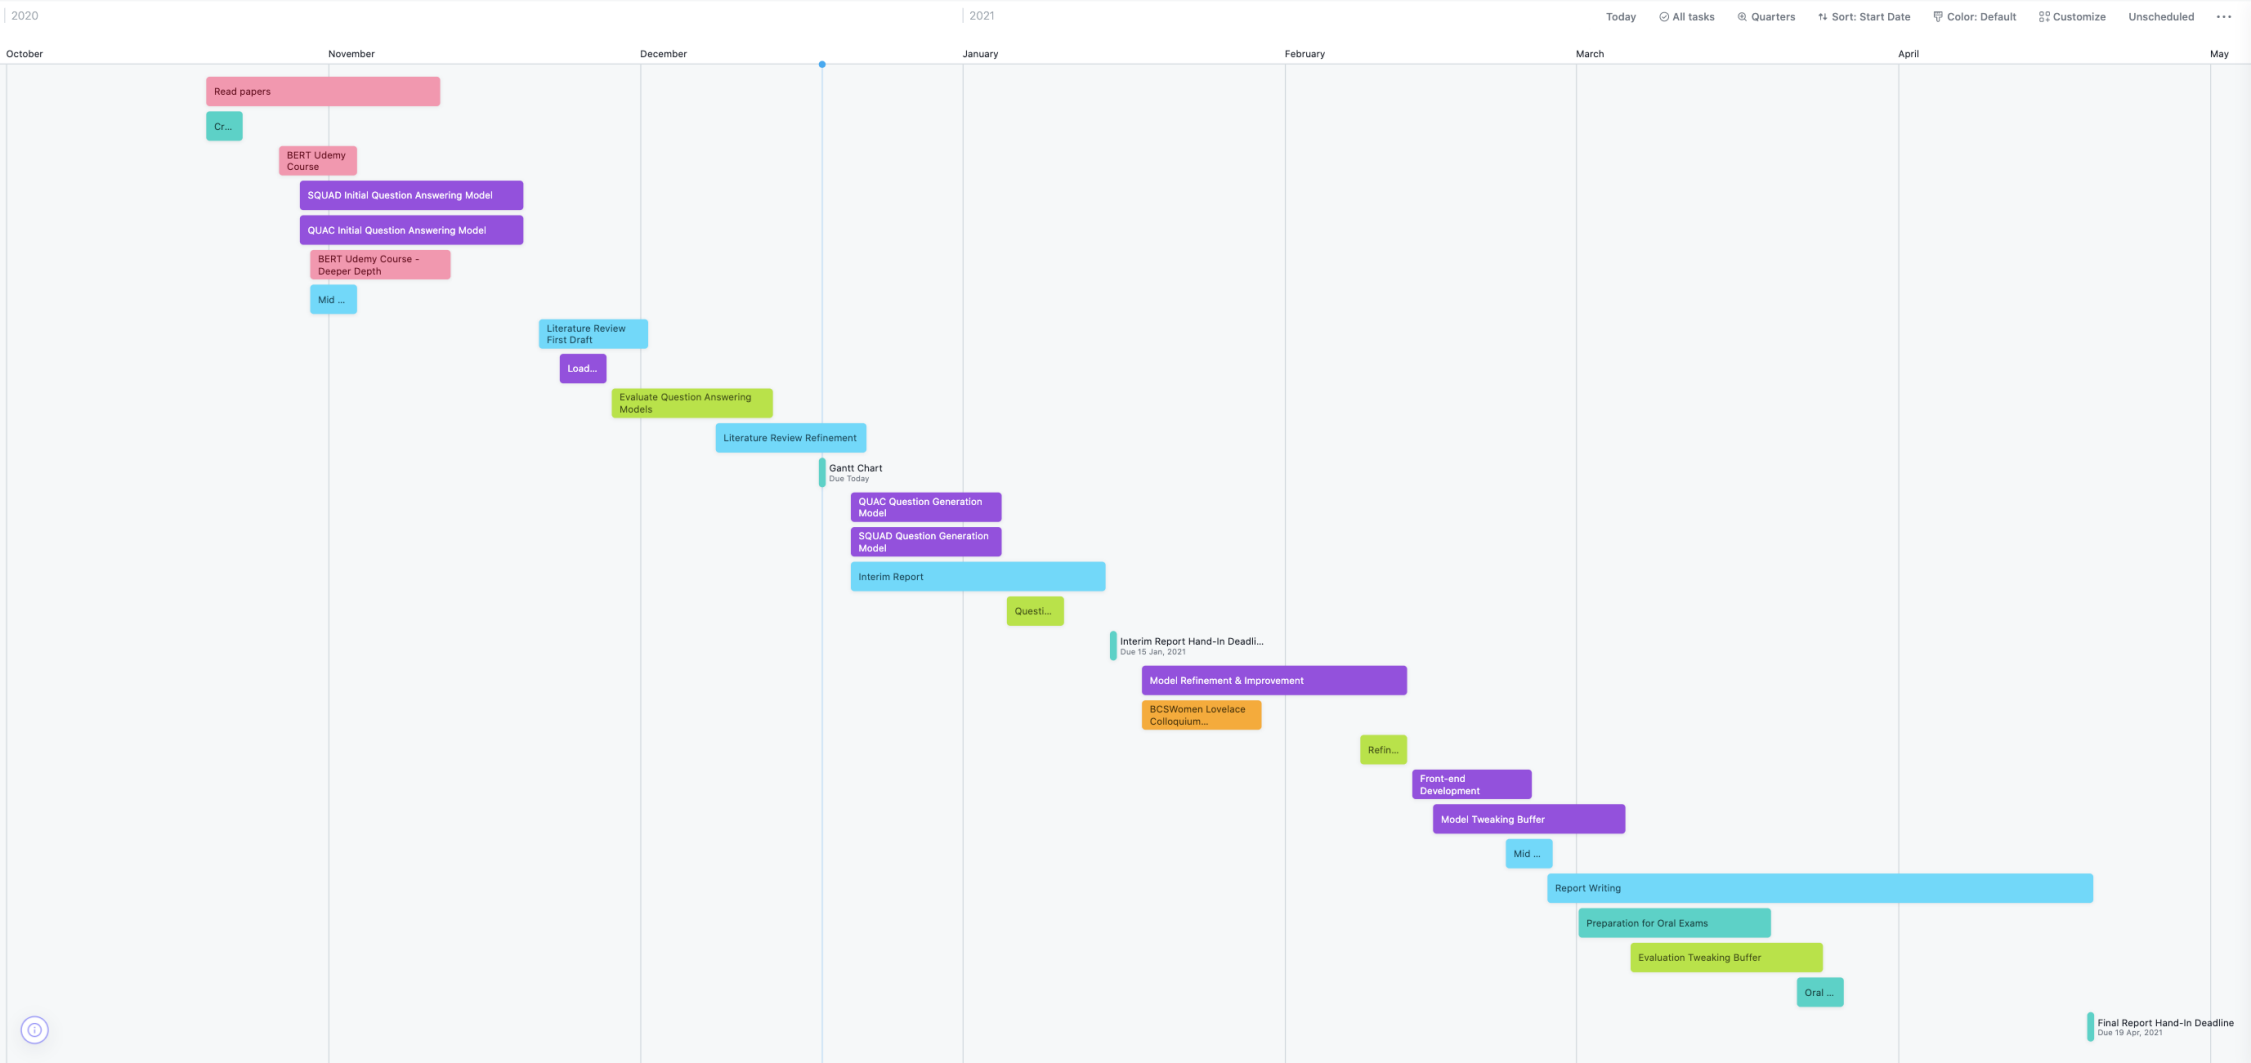 2020
2021
Today
All tasks
Quarters
Sort: Start Date
Color: Default
Customize
Unscheduled
October
November
December
January
February
March
April
May
Read papers
Cr...
BERT Udemy
Course
SQUAD Initial Question Answering Model
QUAC Initial Question Answering Model
BERT Udemy Course -
Deeper Depth
Mid ...
Literature Review
First Draft
Load...
Evaluate Question Answering
Models
Literature Review Refinement
Gantt Chart
Due Today
QUAC Question Generation
Model
SQUAD Question Generation
Model
Interim Report
Questi...
Interim Report Hand-In Deadli...
Due 15 Jan, 2021
Model Refinement & Improvement
BCSWomen Lovelace
Colloquium...
Refin...
Front-end
Development
Model Tweaking Buffer
Mid ...
Report Writing
Preparation for Oral Exams
Evaluation Tweaking Buffer
Oral ...
Final Report Hand-In Deadline
Due 19 Apr, 2021